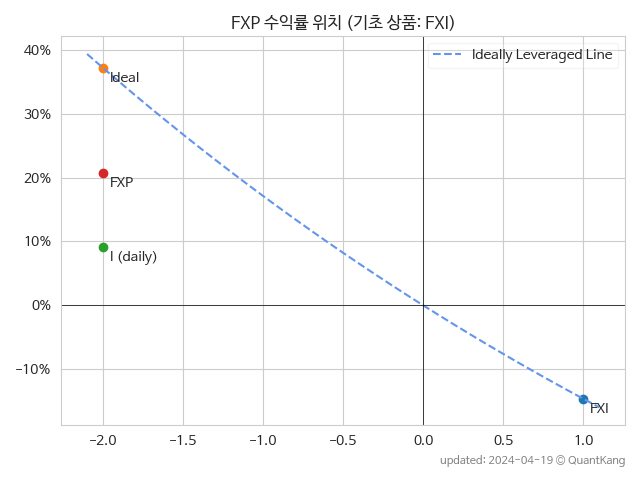 FXP 수익률 위치 (기초 상품: FXI)
Ideally Leveraged Line
40%
30%
20%
10%
0%
−10%
Ideal
FXP
I (daily)
FXI
−2.0
−1.5
−1.0
−0.5
0.0
0.5
1.0
updated: 2024-04-19 © QuantKang